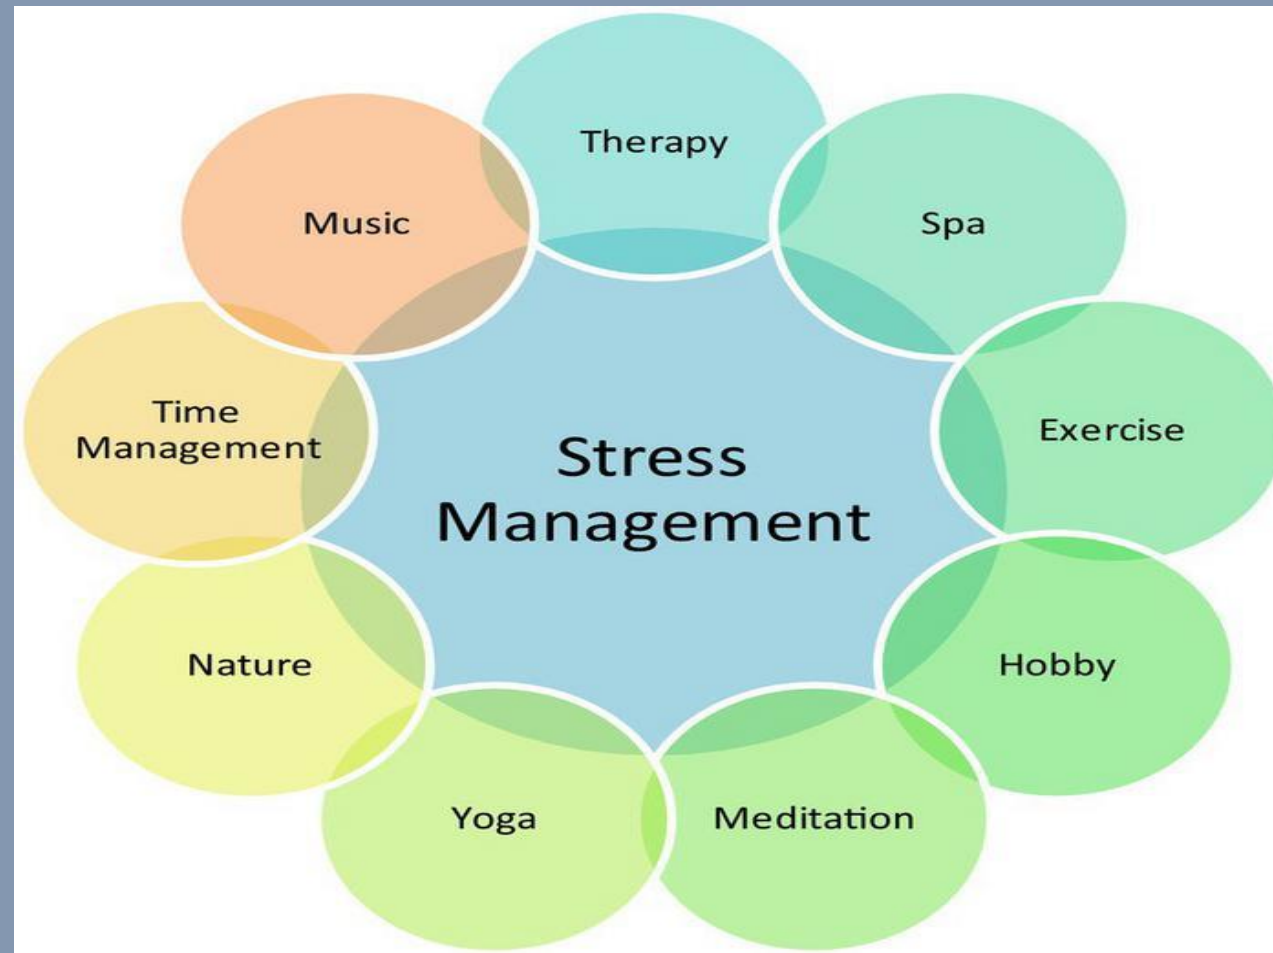 Therapy
Music
Spa
Time
Management
Exercise
Stress
Management
Nature
Hobby
Yoga
Meditation